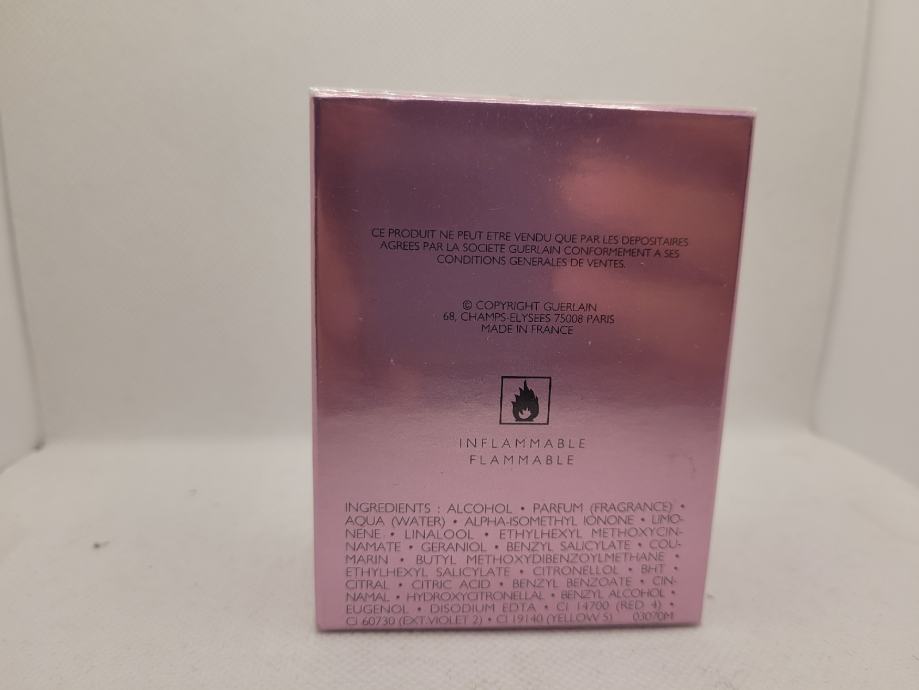 CE PRODUIT NE PEUT ETRE VENDU QUE PAR LES DEPOSITAIRES
AGREES PAR LA SOCIETE GUERLAIN CONFORMEMENT A SES
CONDITIONS GENERALES DE VENTES.
© COPYRIGHT GUERLAIN
68, CHAMPS-ELYSEES 75008 PARIS
MADE IN FRANCE
INFLAMMABLE
FLAMMABLE
INGREDIENTS : ALCOHOL • PARFUM (FRAGRANCE) •
AQUA (WATER) • ALPHA-ISOMETHYL IONONE • LIMO-
NENE • LINALOOL • ETHYLHEXYL METHOXYCIN-
NAMATE • GERANIOL • BENZYL SALICYLATE • COU-
MARIN • BUTYL METHOXYDIBENZOYLMETHANE •
ETHYLHEXYL SALICYLATE • CITRONELLOL • BHT •
CITRAL • CITRIC ACID • BENZYL BENZOATE • CIN-
NAMAL • HYDROXYCITRONELLAL • BENZYL ALCOHOL •
EUGENOL • DISODIUM EDTA • CI 14700 (RED 4) •
CI 60730 (EXT.VIOLET 2) • CI 19140 (YELLOW 5) 03070M